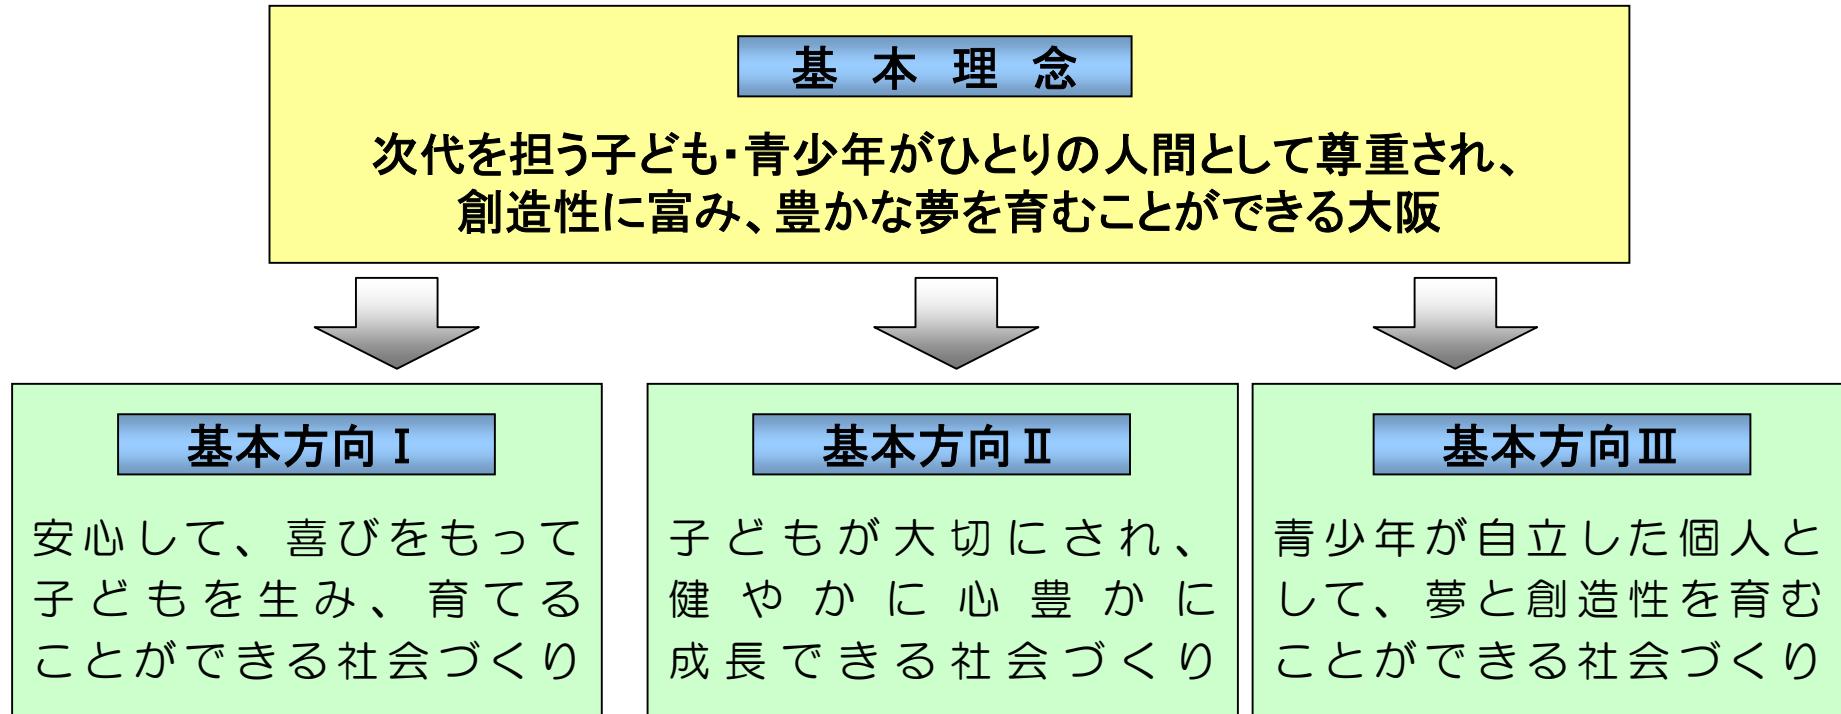 基本理念
次代を担う子ども・青少年がひとりの人間として尊重され、
創造性に富み、豊かな夢を育むことができる大阪
基本方向Ⅰ
安心して、喜びをもって
子どもを生み、育てる
ことができる社会づくり
基本方向Ⅱ
子どもが大切にされ、
健やかに心豊かに
成長できる社会づくり
基本方向Ⅲ
青少年が自立した個人と
して、夢と創造性を育む
ことができる社会づくり